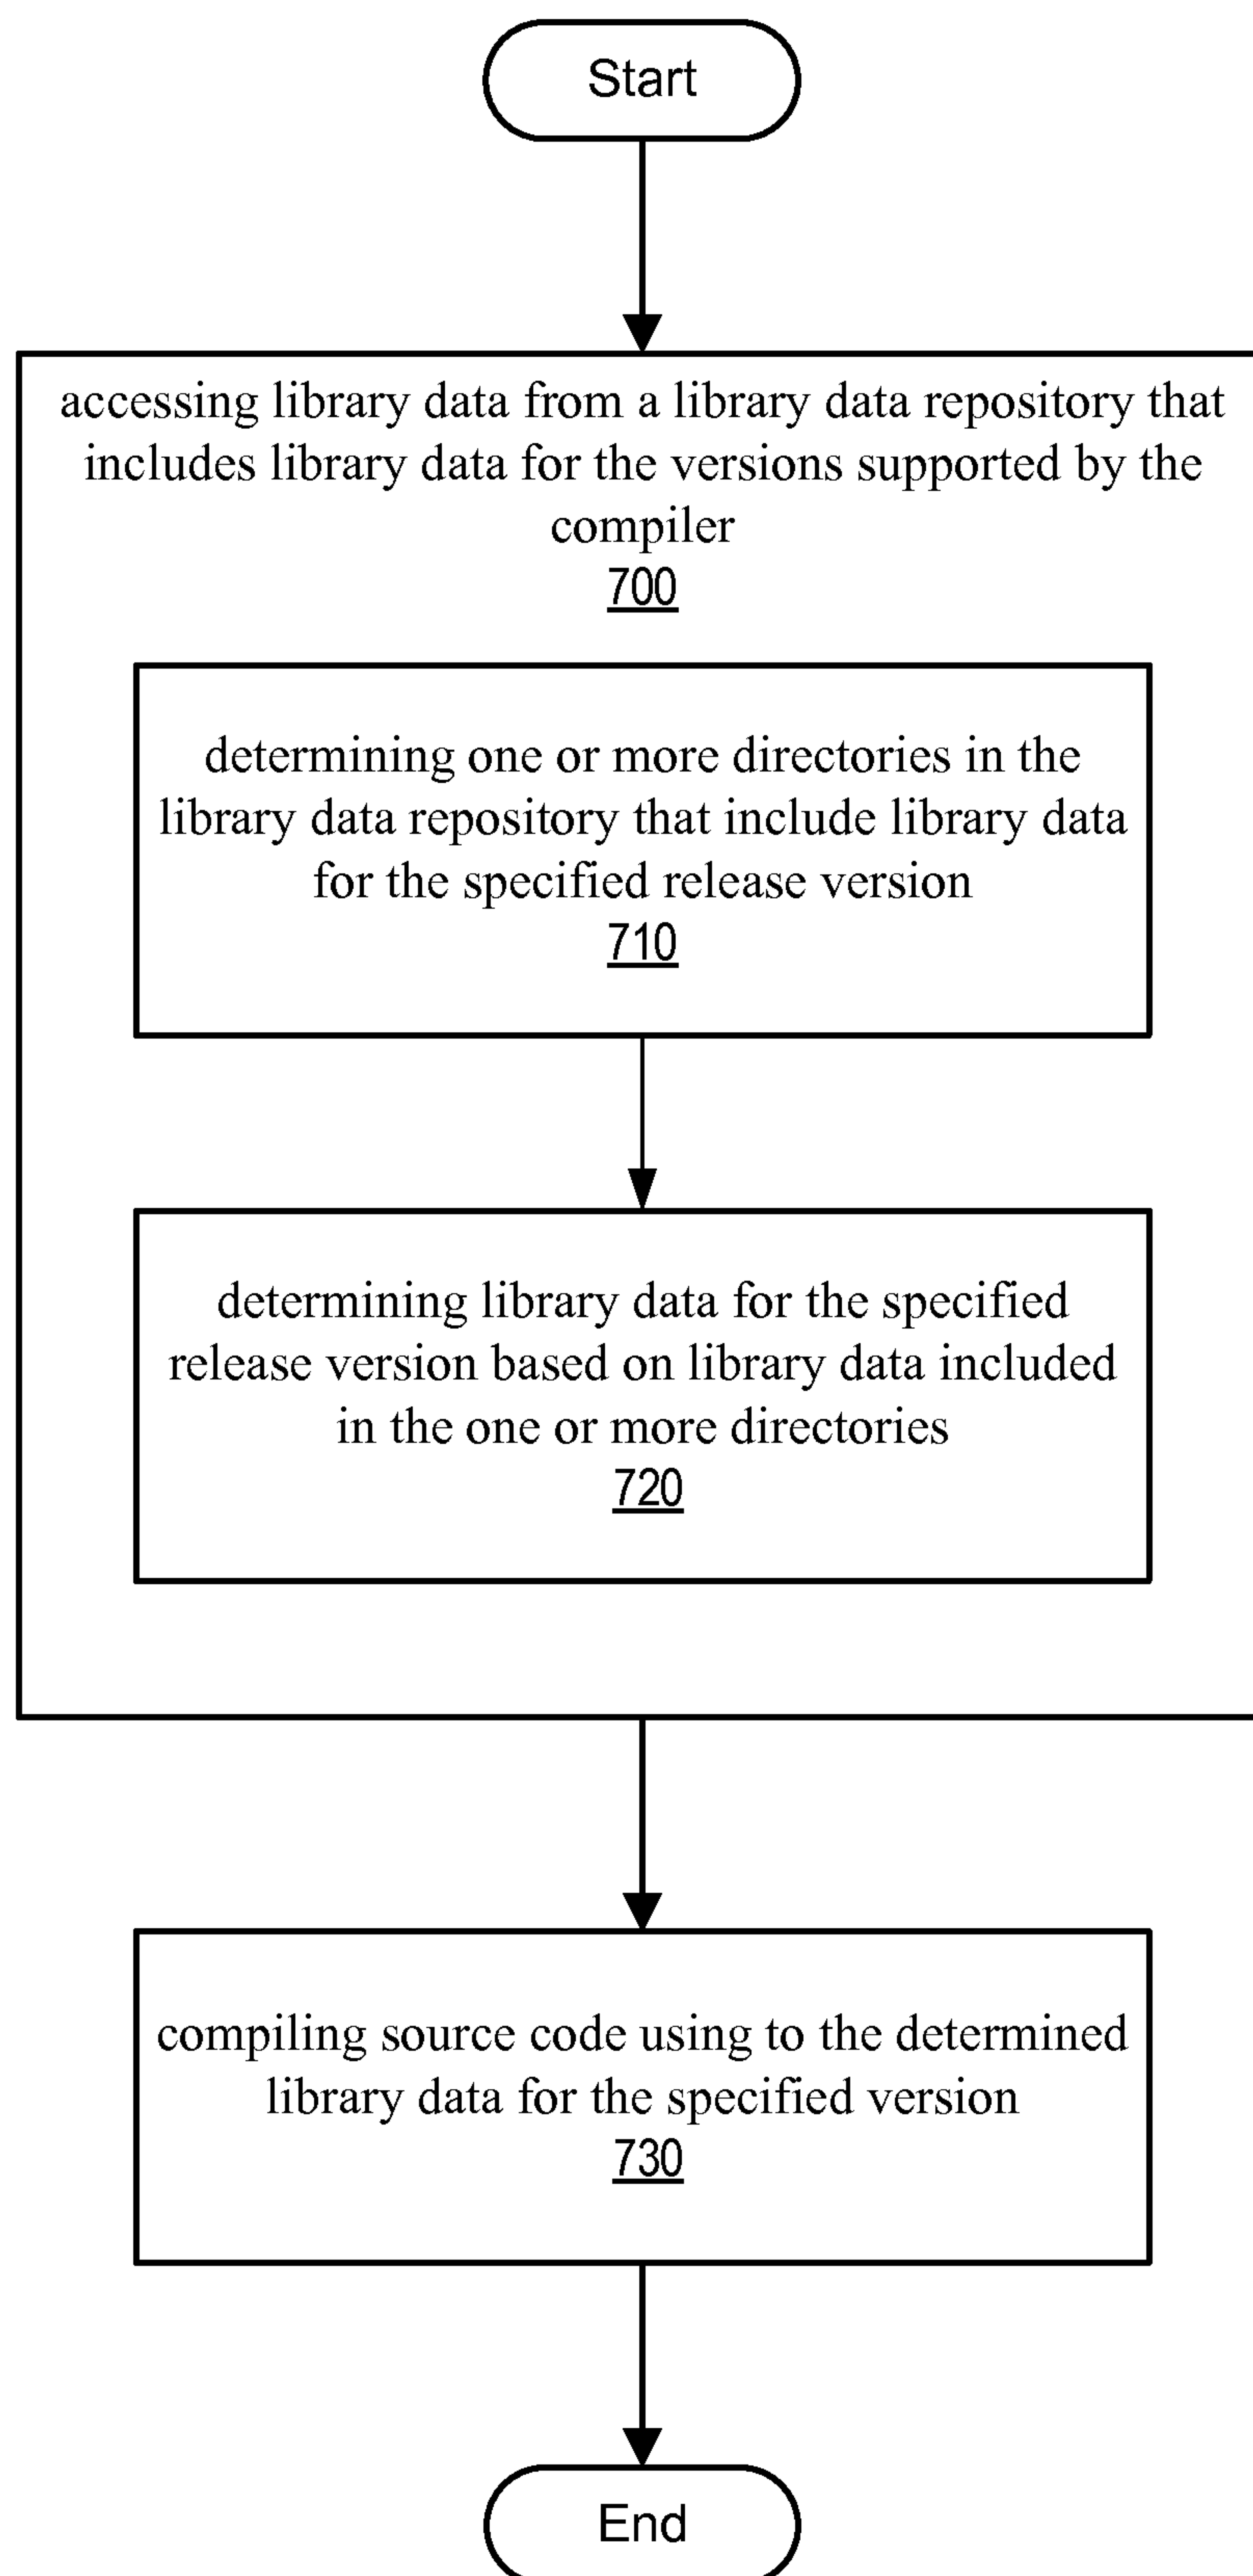 Start
accessing library data from a library data repository that
includes library data for the versions supported by the
compiler
700
determining one or more directories in the
library data repository that include library data
for the specified release version
710
determining library data for the specified
release version based on library data included
in the one or more directories
720
compiling source code using to the determined
library data for the specified version
730
End